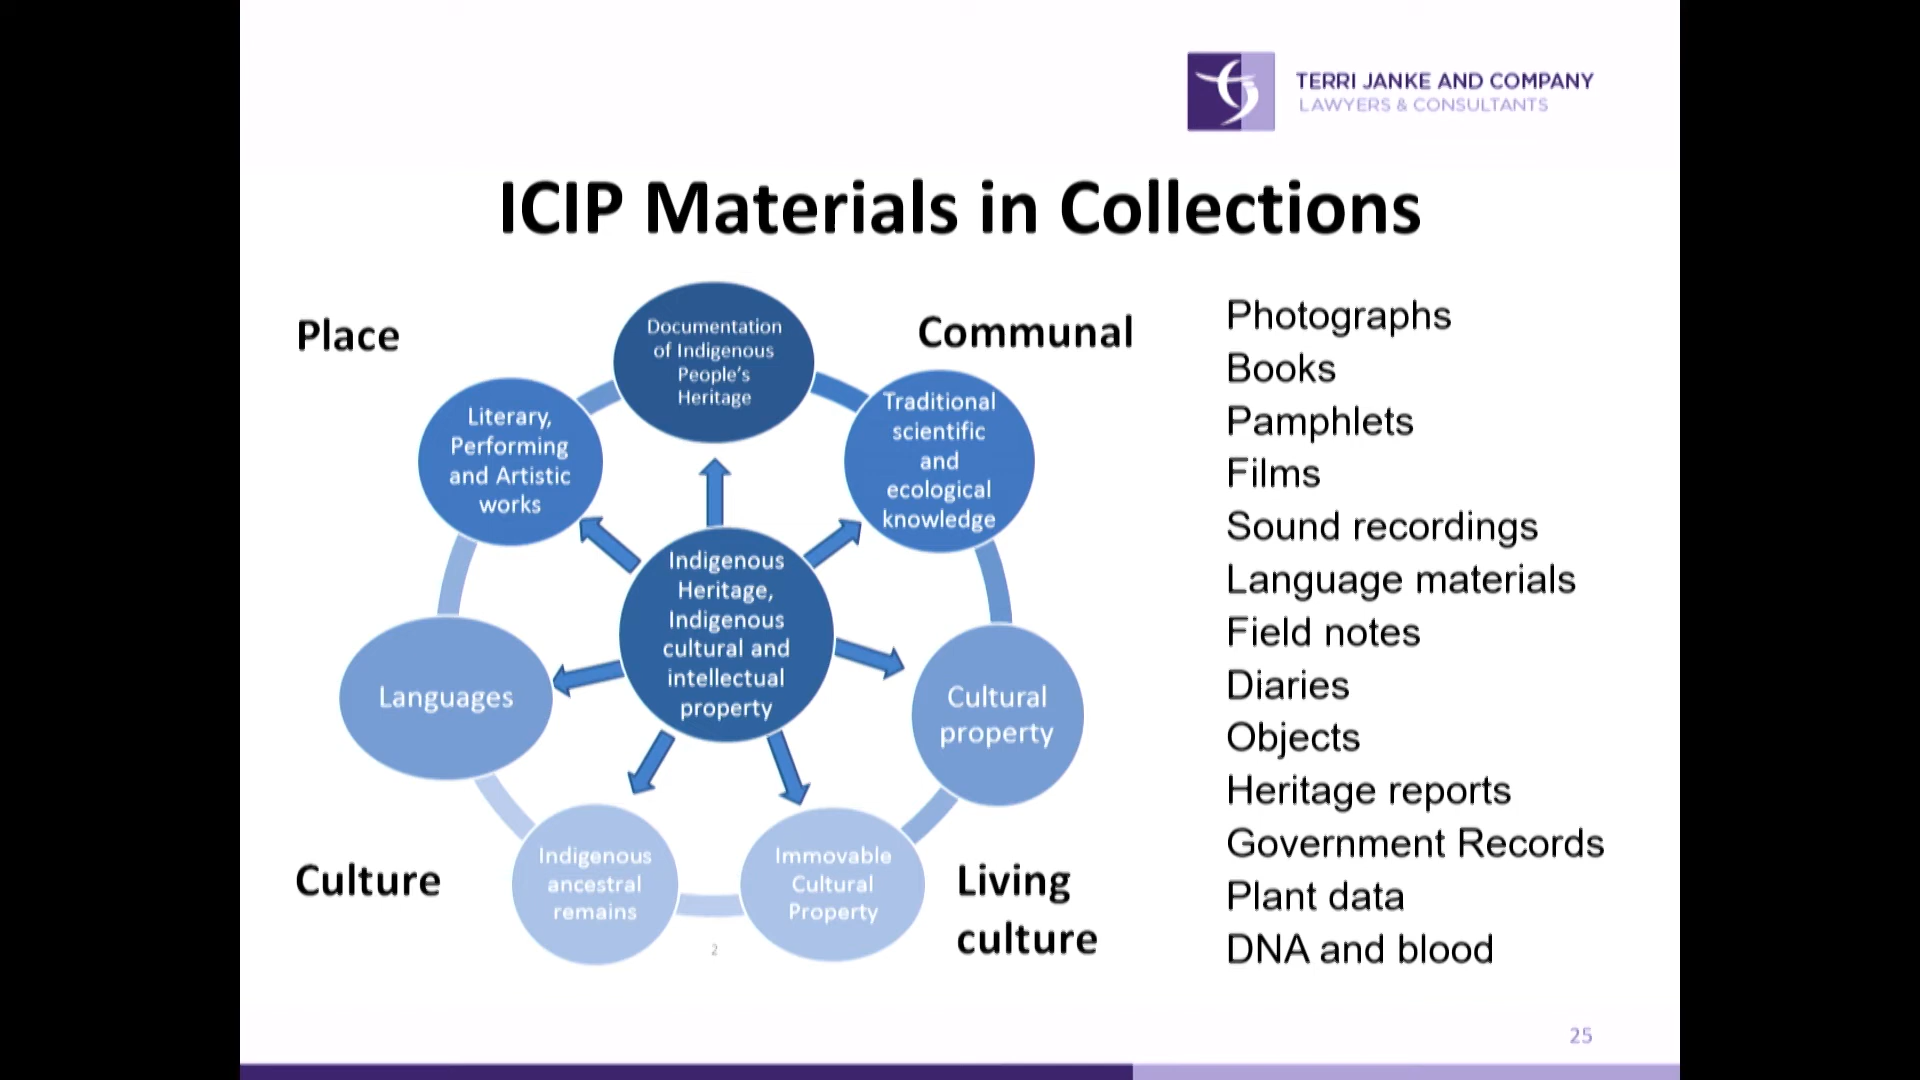 TERRI JANKE AND COMPANY
LAWYERS & CONSULTANTS
ICIP Materials in Collections
Place
Communal
Documentation
of Indigenous
People's
Heritage
Literary,
Performing
and Artistic
works
Traditional
scientific
and
ecological
knowledge
Indigenous
Heritage,
Indigenous
cultural and
intellectual
property
Languages
Cultural
property
Culture
Indigenous
ancestral
remains
Immovable
Cultural
Property
Living
culture
2
Photographs
Books
Pamphlets
Films
Sound recordings
Language materials
Field notes
Diaries
Objects
Heritage reports
Government Records
Plant data
DNA and blood
25